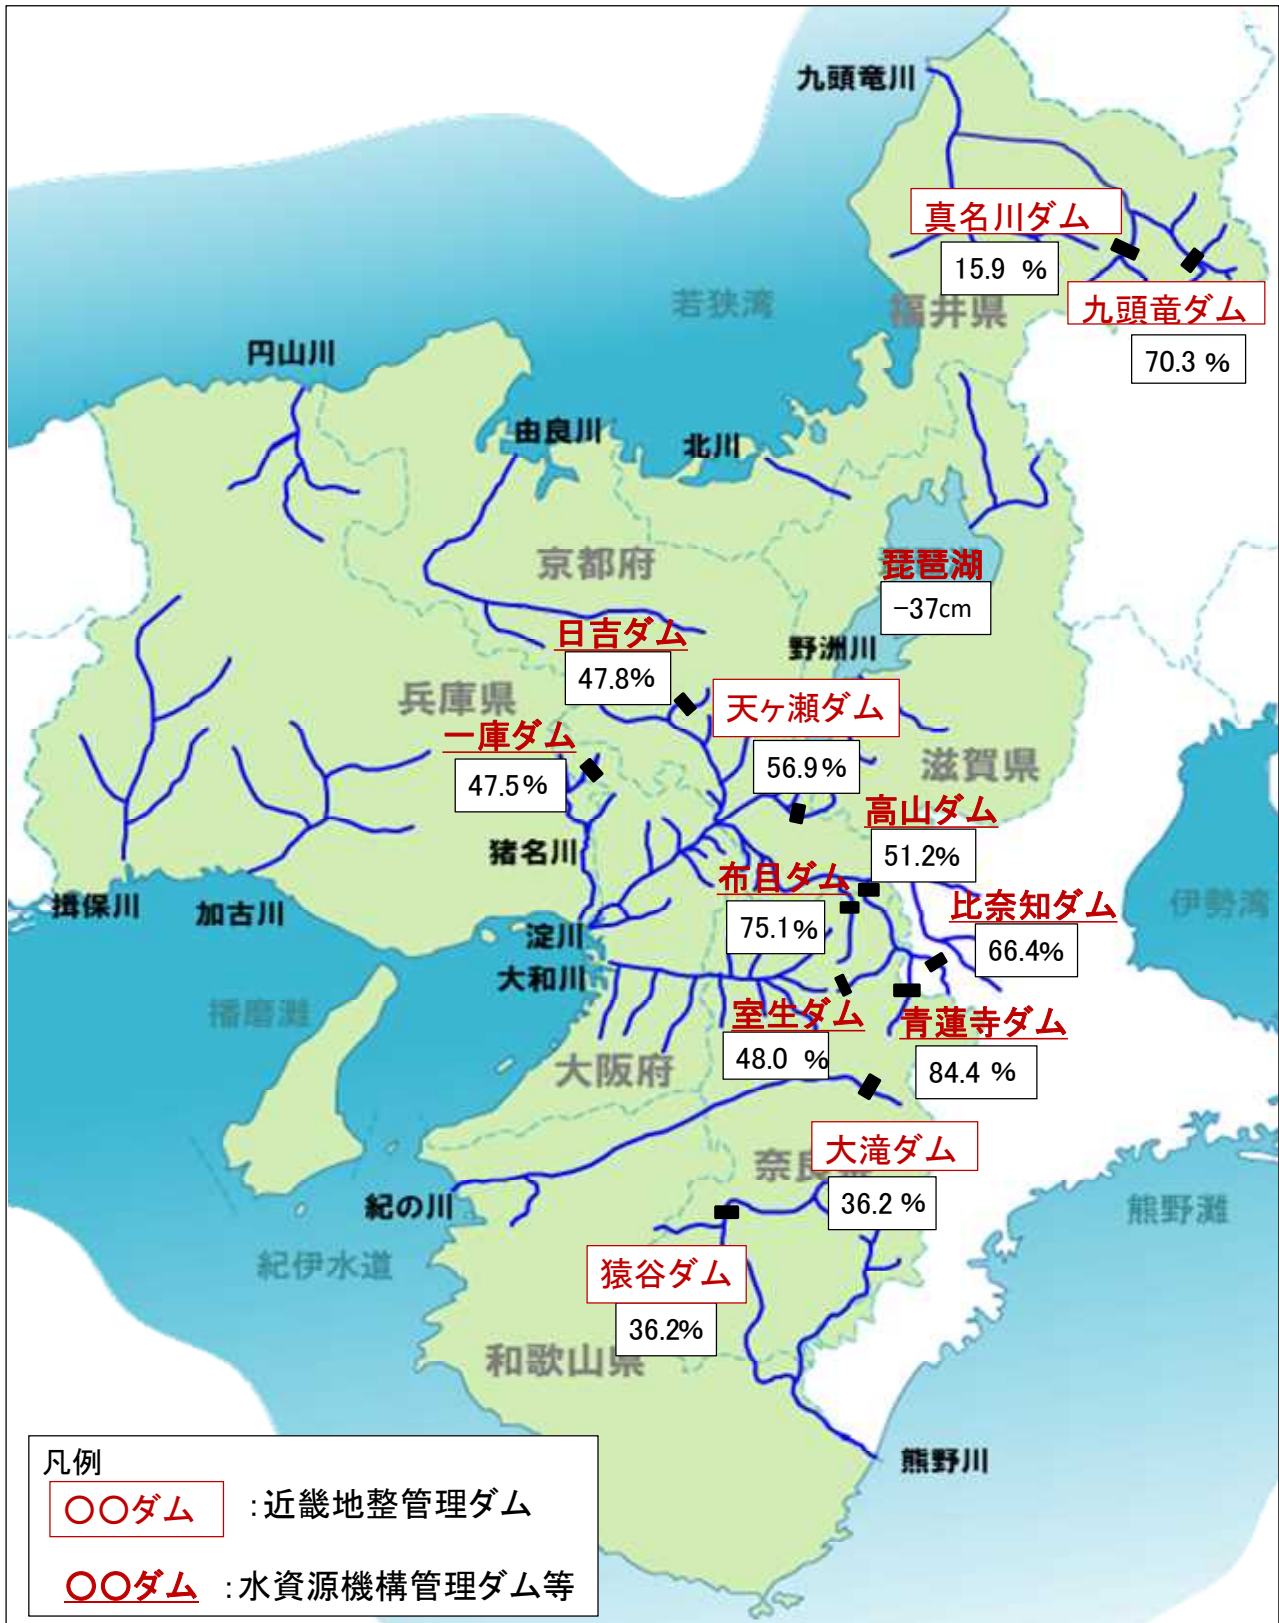 九頭竜川
真名川ダム
15.9 %
九頭竜ダム
70.3 %
若狭湾
福井県
円山川
由良川
北川
京都府
琵琶湖
-37cm
日吉ダム
47.8%
野洲川
兵庫県
天ヶ瀬ダム
56.9%
滋賀県
一庫ダム
47.5%
高山ダム
51.2%
猪名川
布目ダム
75.1%
比奈知ダム
66.4%
揖保川
加古川
伊勢湾
淀川
大和川
播磨灘
室生ダム
48.0 %
青蓮寺ダム
84.4 %
大阪府
大滝ダム
36.2 %
奈良県
紀の川
熊野灘
紀伊水道
猿谷ダム
36.2%
和歌山県
熊野川
凡例
〇〇ダム :近畿地整管理ダム
〇〇ダム :水資源機構管理ダム等